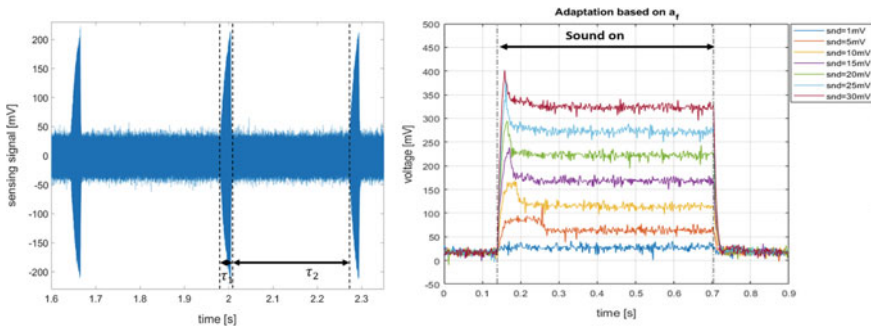 sensing signal [mV]
200
150
100
50
0
-50
-100
-150
-200
τ
τ2
1.6
1.7
1.8
1.9
2
2.1
2.2
2.3
time [s]
Adaptation based on af
Sound on
voltage [mV]
500
450
400
350
300
250
200
150
100
50
0
-50
0
0.1
0.2
0.3
0.4
0.5
0.6
0.7
0.8
0.9
time [s]
snd=1mV
snd=5mV
snd=10mV
snd=15mV
snd=20mV
snd=25mV
snd=30mV